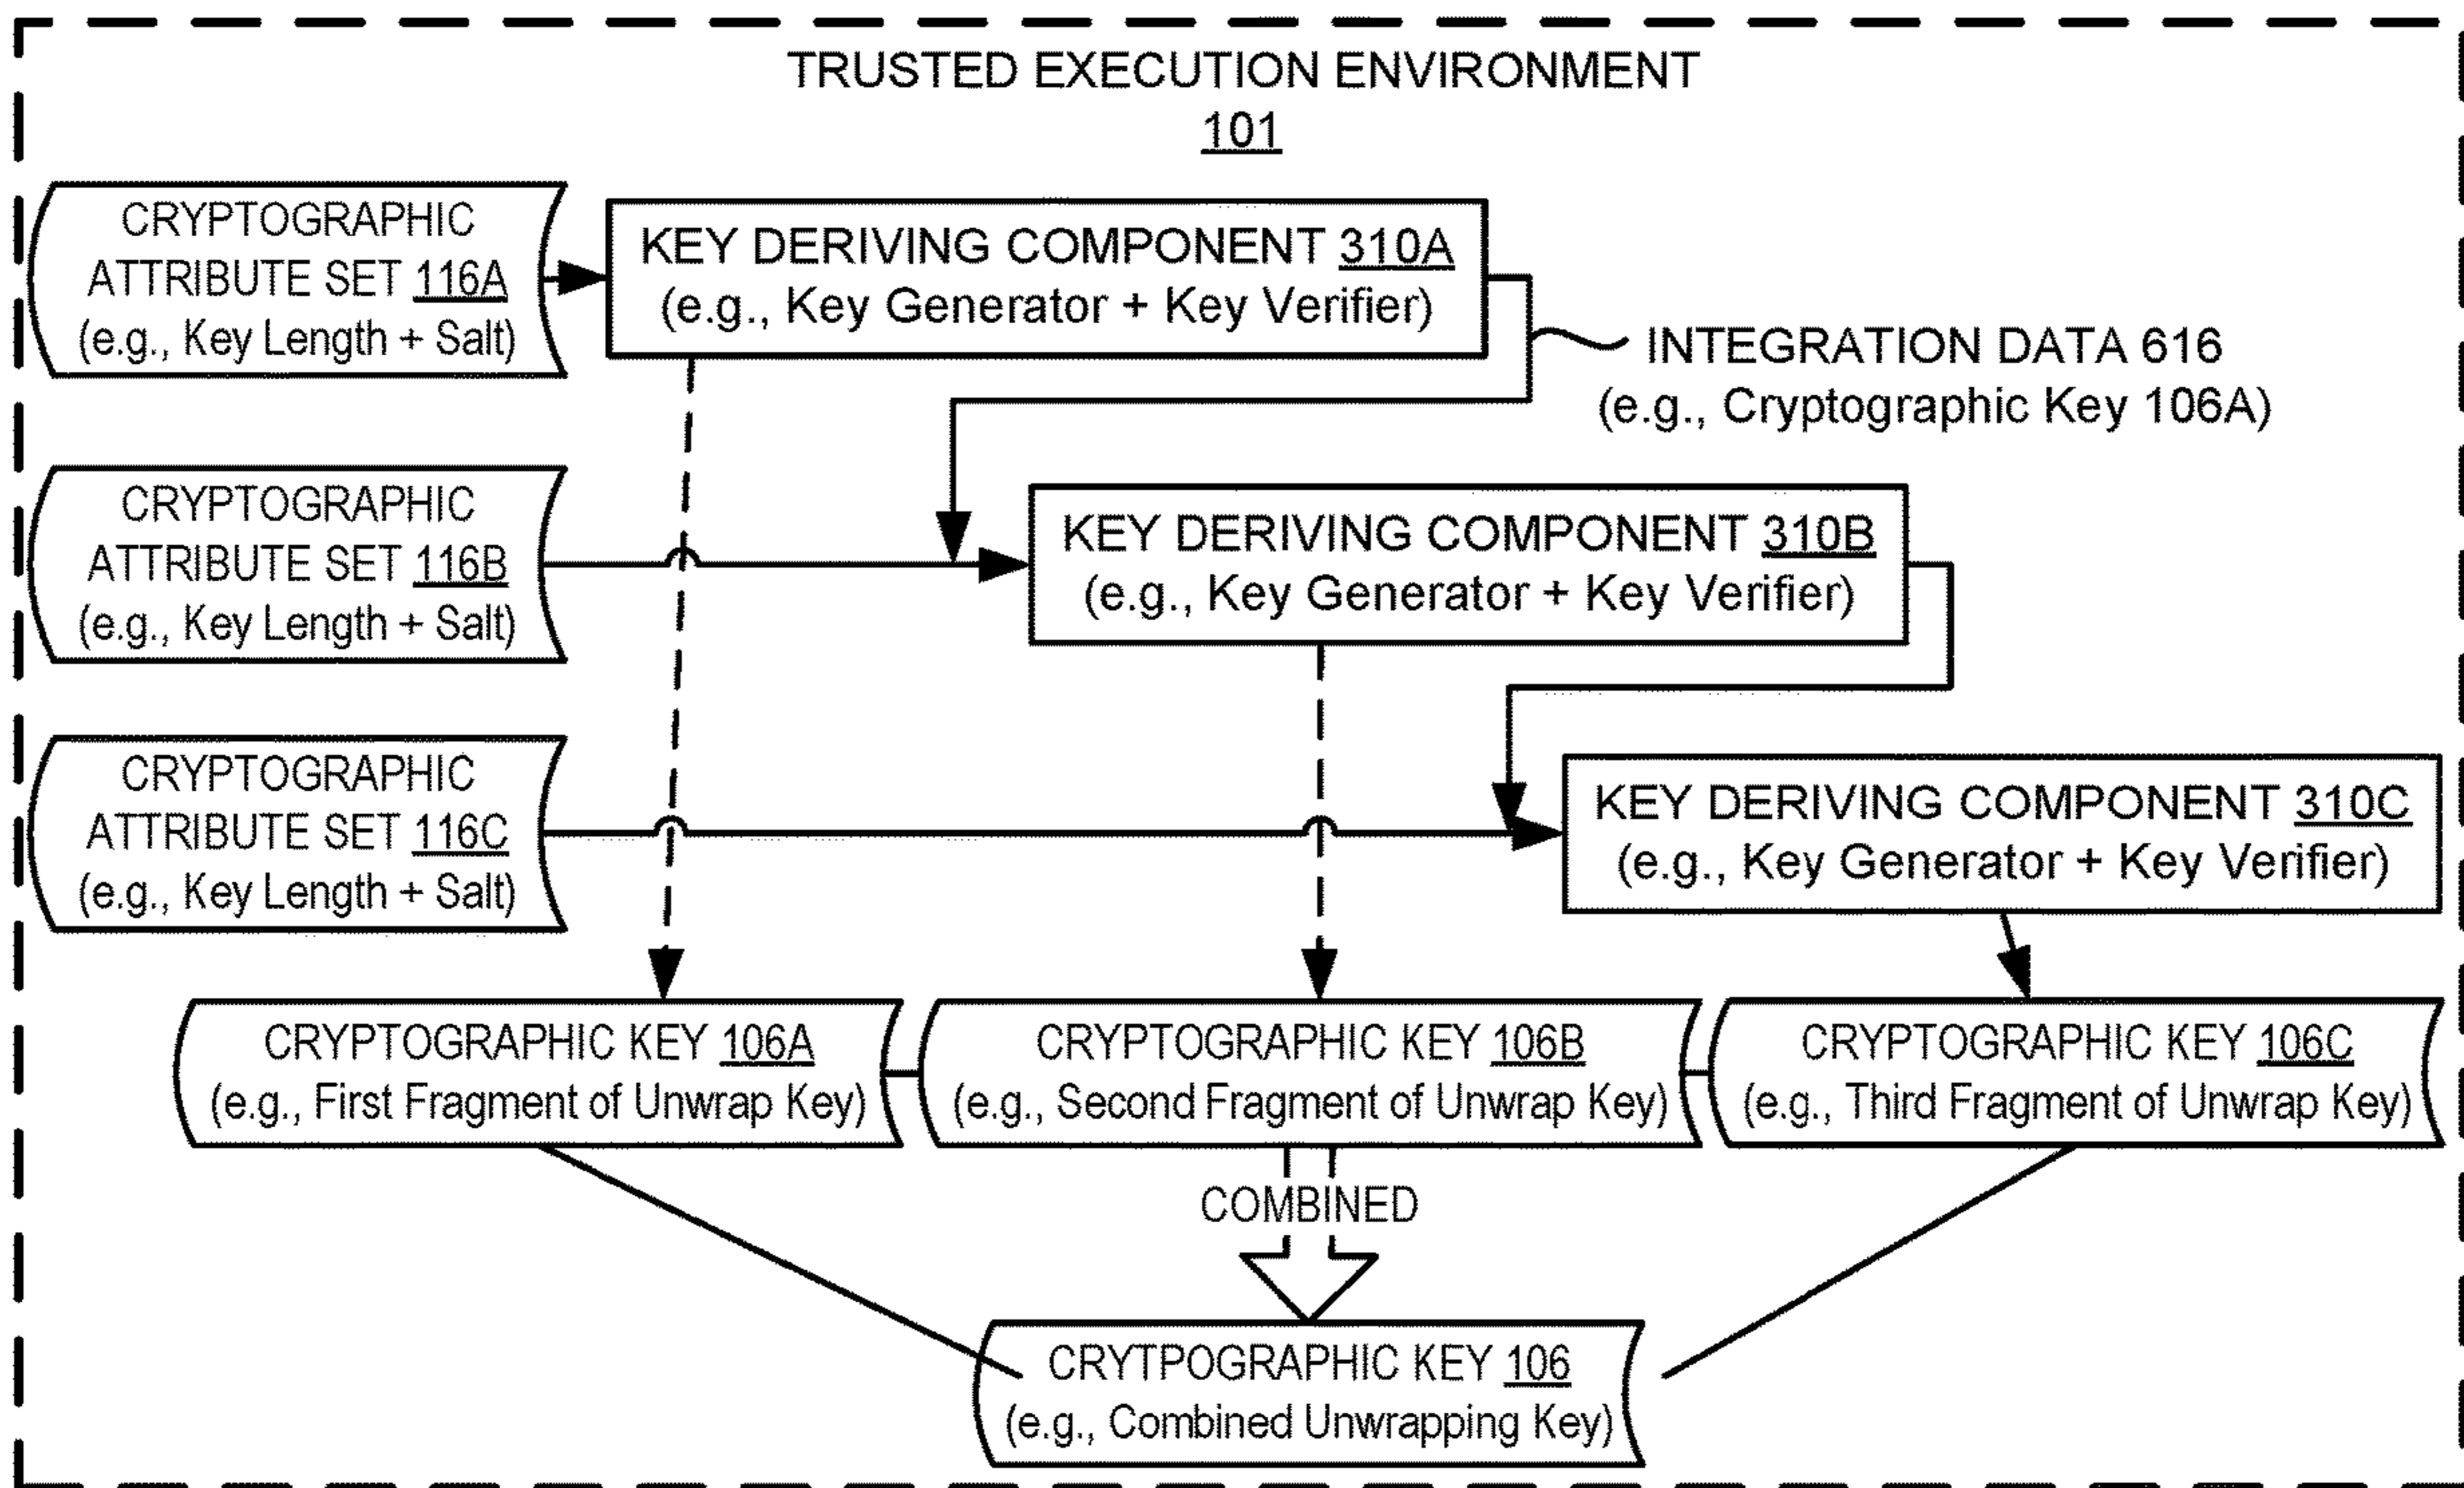 TRUSTED EXECUTION ENVIRONMENT
101
CRYPTOGRAPHIC
ATTRIBUTE SET 116A
(e.g., Key Length + Salt)
KEY DERIVING COMPONENT 310A
(e.g., Key Generator + Key Verifier)
INTEGRATION DATA 616
(e.g., Cryptographic Key 106A)
CRYPTOGRAPHIC
ATTRIBUTE SET 116B
(e.g., Key Length + Salt)
KEY DERIVING COMPONENT 310B
(e.g., Key Generator + Key Verifier)
CRYPTOGRAPHIC
ATTRIBUTE SET 116C
(e.g., Key Length + Salt)
KEY DERIVING COMPONENT 310C
(e.g., Key Generator + Key Verifier)
CRYPTOGRAPHIC KEY 106A
(e.g., First Fragment of Unwrap Key)
CRYPTOGRAPHIC KEY 106B
(e.g., Second Fragment of Unwrap Key)
CRYPTOGRAPHIC KEY 106C
(e.g., Third Fragment of Unwrap Key)
COMBINED
CRYTPOGRAPHIC KEY 106
(e.g., Combined Unwrapping Key)